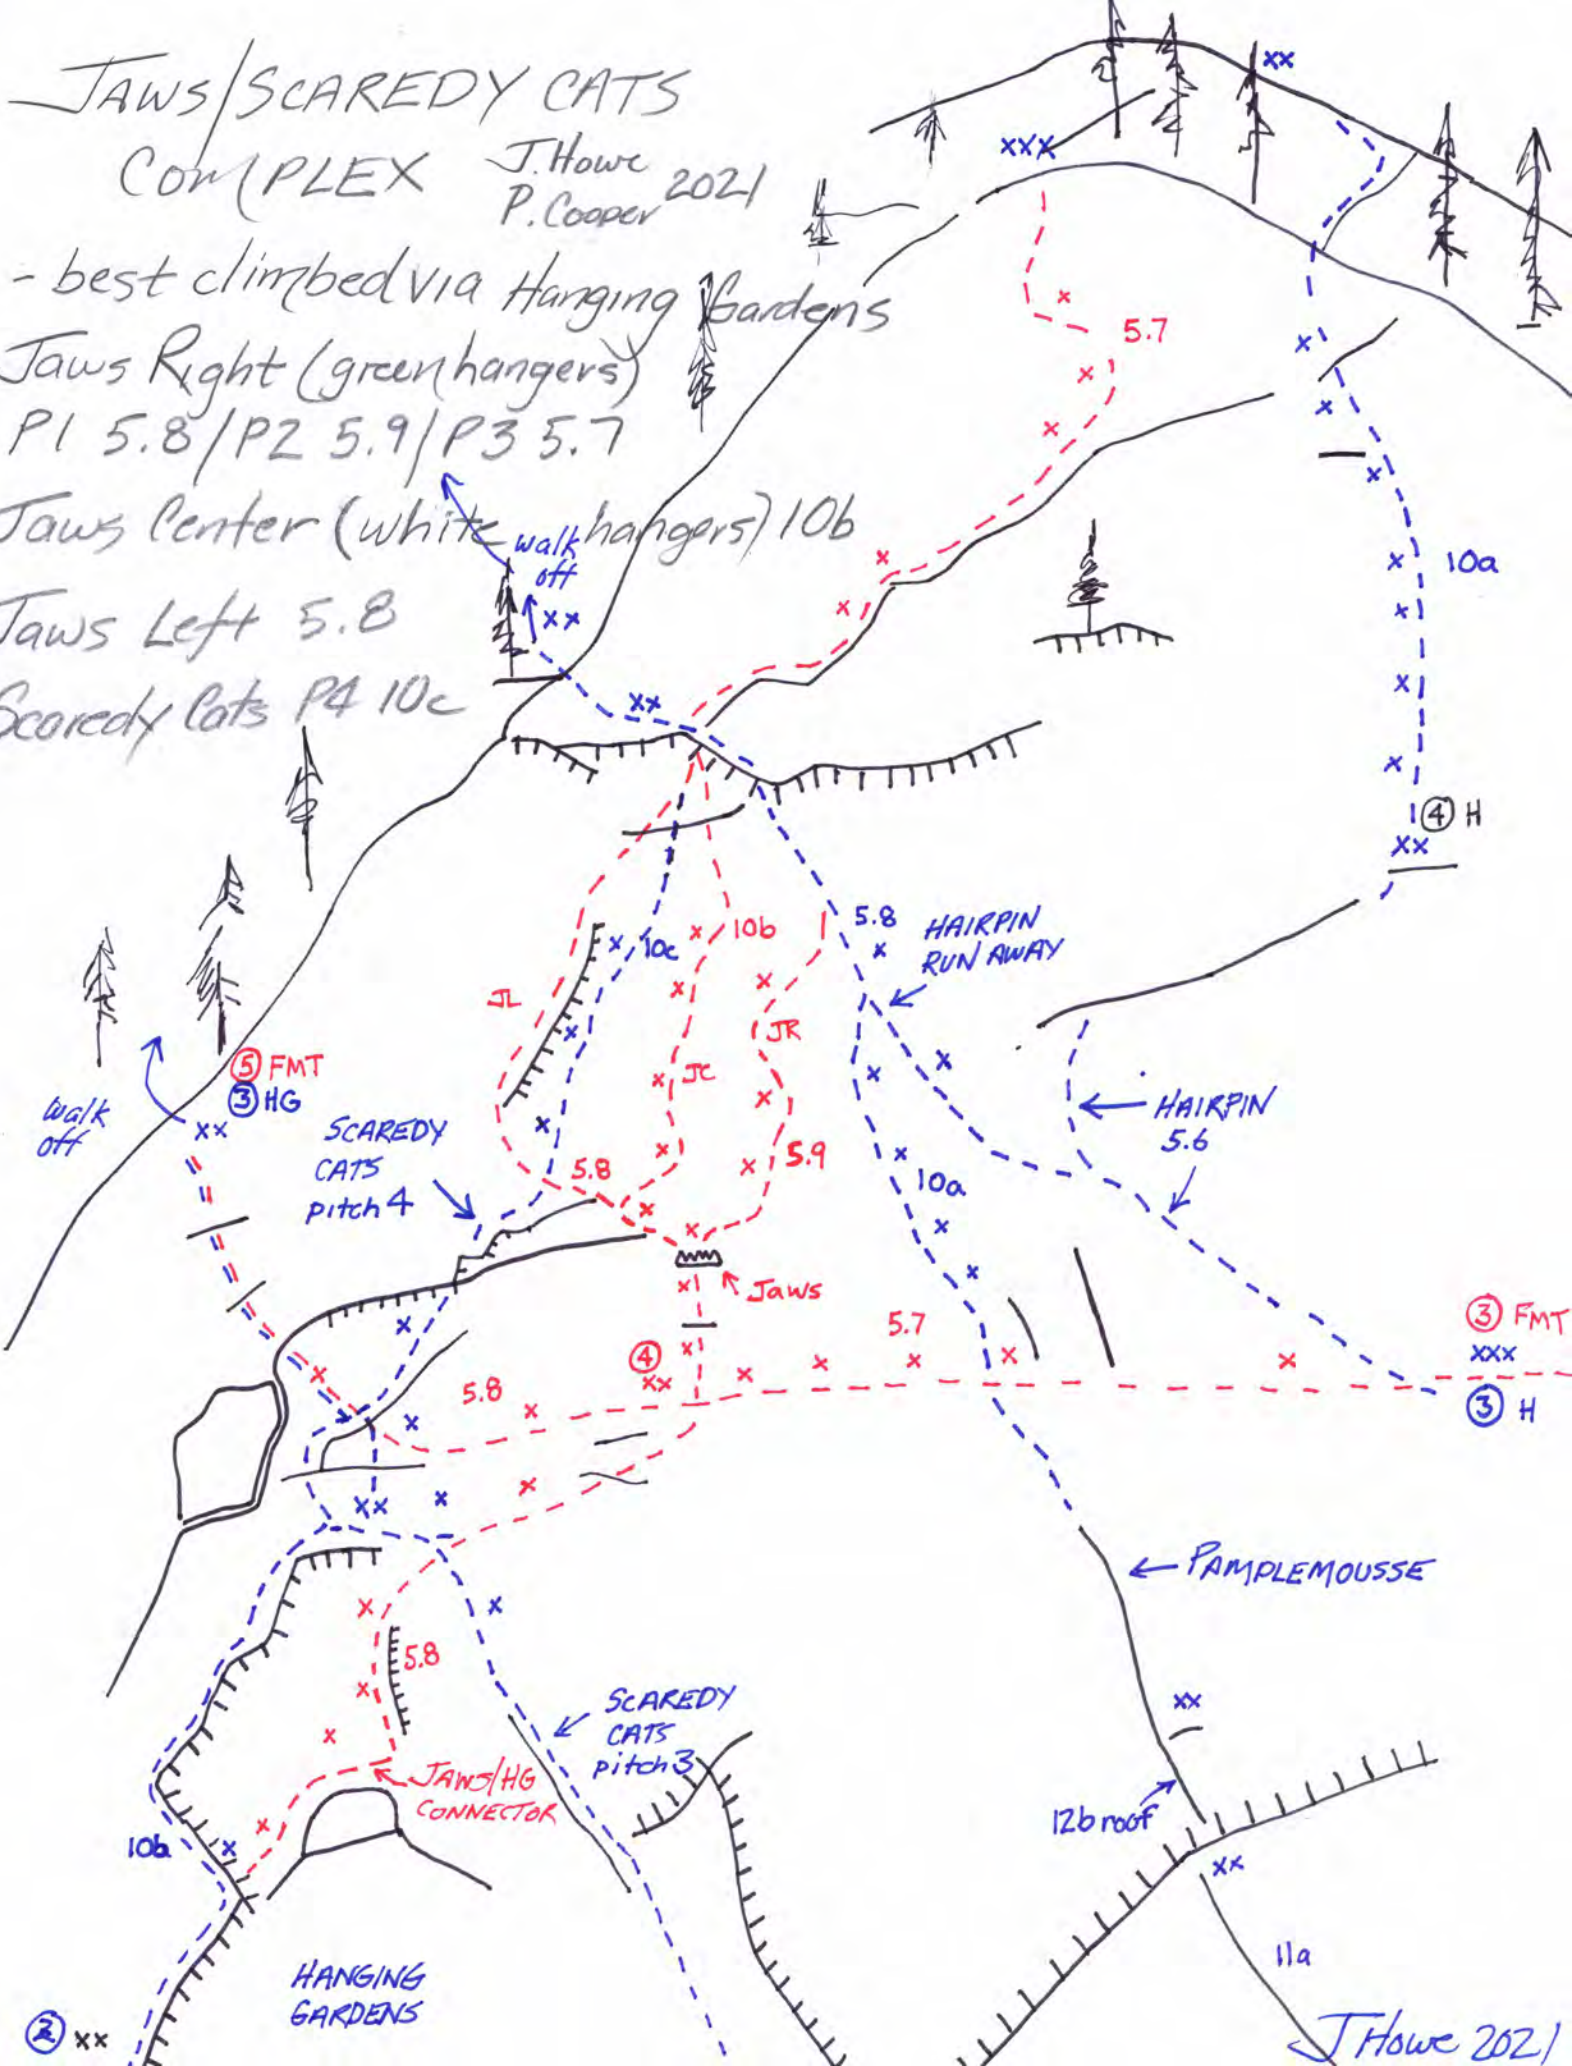 JAWS/SCAREDY CATS
COMPLEX J. Howe
P. Cooper 2021
- best climbed via Hanging Gardens
Jaws Right (green hangers)
P1 5.8/P2 5.9/P3 5.7
Jaws Center (white hangers) 10b
Jaws Left 5.8
Scaredy Cats P4 10c
xx
xxx
5.7
walk
off
xx
xx
10a
4 H
xx
5.8
HAIRPIN
RUN AWAY
10c
10b
JL
JR
JC
5 FMT
3 HG
xx
walk
off
SCAREDY
CATS
pitch 4
HAIRPIN
5.6
5.8
5.9
10a
Jaws
5.7
3 FMT
xxx
3 H
4
xx
5.8
xx
PAMPLEMOUSSE
5.8
SCAREDY
CATS
pitch 3
xx
JAWS/HG
CONNECTOR
12b roof
10b
xx
11a
HANGING
GARDENS
2 xx
J Howe 2021